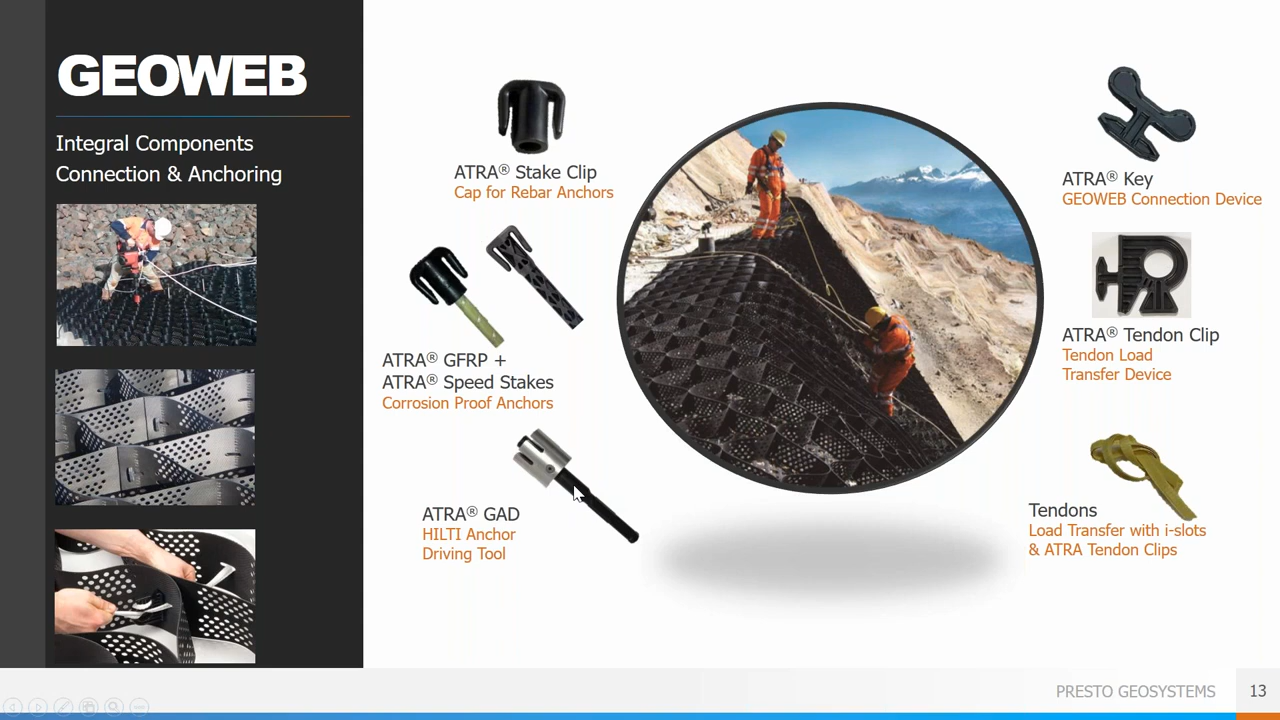 GEOWEB
Integral Components
Connection & Anchoring
ATRA® Stake Clip
Cap for Rebar Anchors
ATRA® GFRP +
ATRA® Speed Stakes
Corrosion Proof Anchors
ATRA® GAD
HILTI Anchor
Driving Tool
ATRA® Key
GEOWEB Connection Device
ATRA® Tendon Clip
Tendon Load
Transfer Device
Tendons
Load Transfer with i-slots
& ATRA Tendon Clips
PRESTO GEOSYSTEMS
13